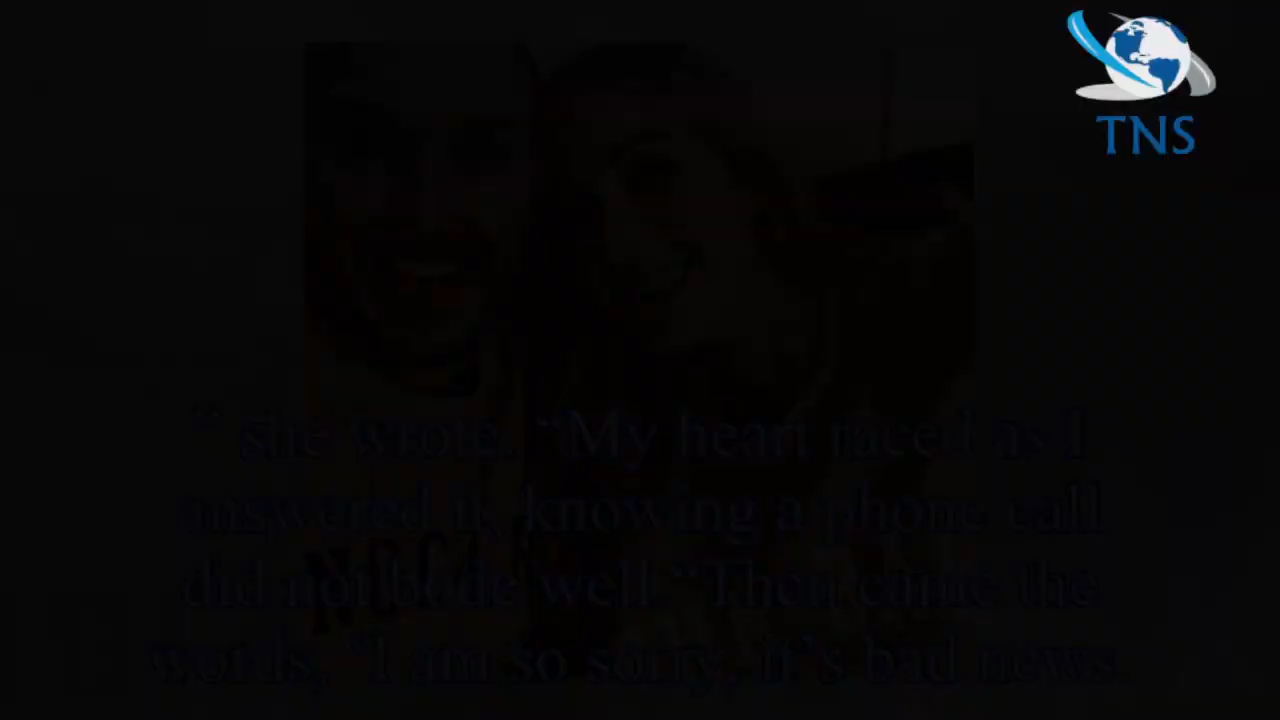 TNS
" she wrote. “My heart raced as I
answered it, knowing a phone call
did not bode well.“Then came the
words, ‘I am so sorry, it’s bad news.